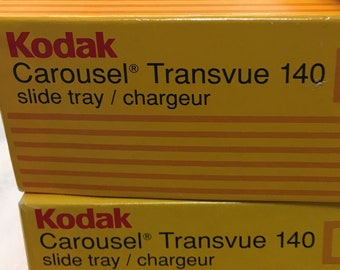 Kodak
Carousel® Transvue 140
slide tray / chargeur
Kodak
Carousel® Transvue 140
slide tray / chargeur